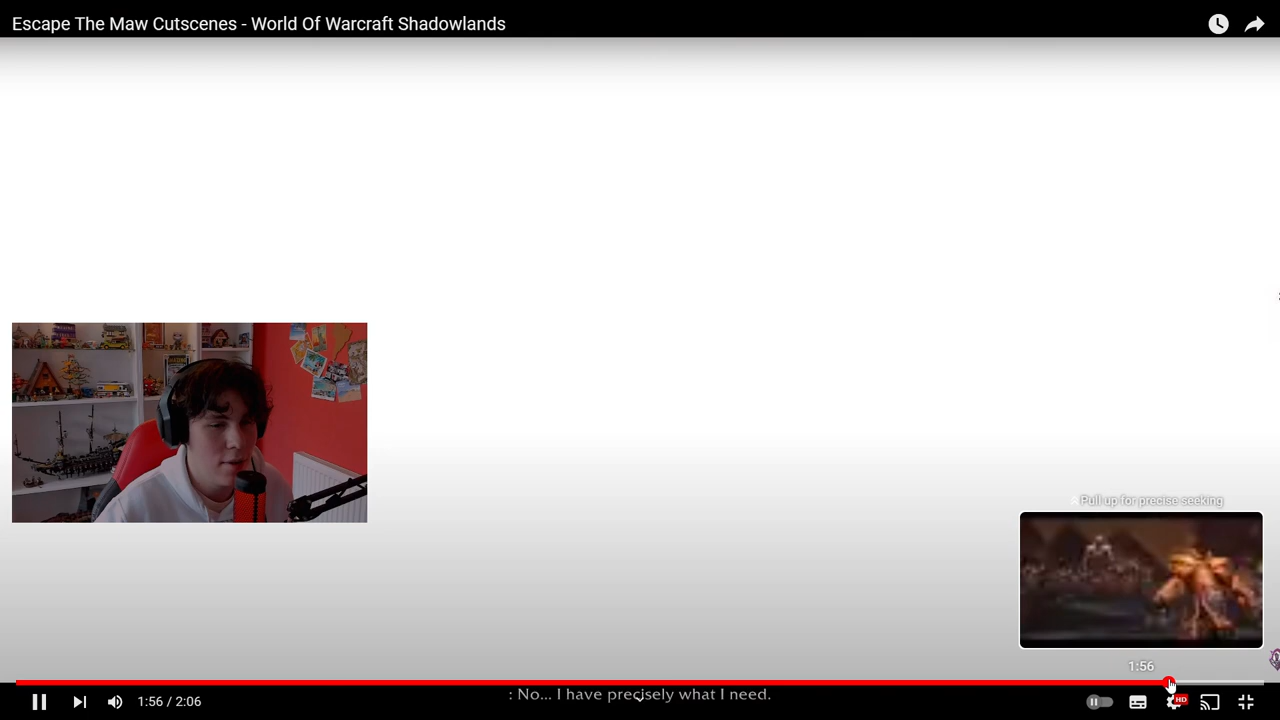 Escape The Maw Cutscenes - World Of Warcraft Shadowlands
Pull up for precise seeking
1:56
: No... I have precisely what I need.
1:56 / 2:06
HD